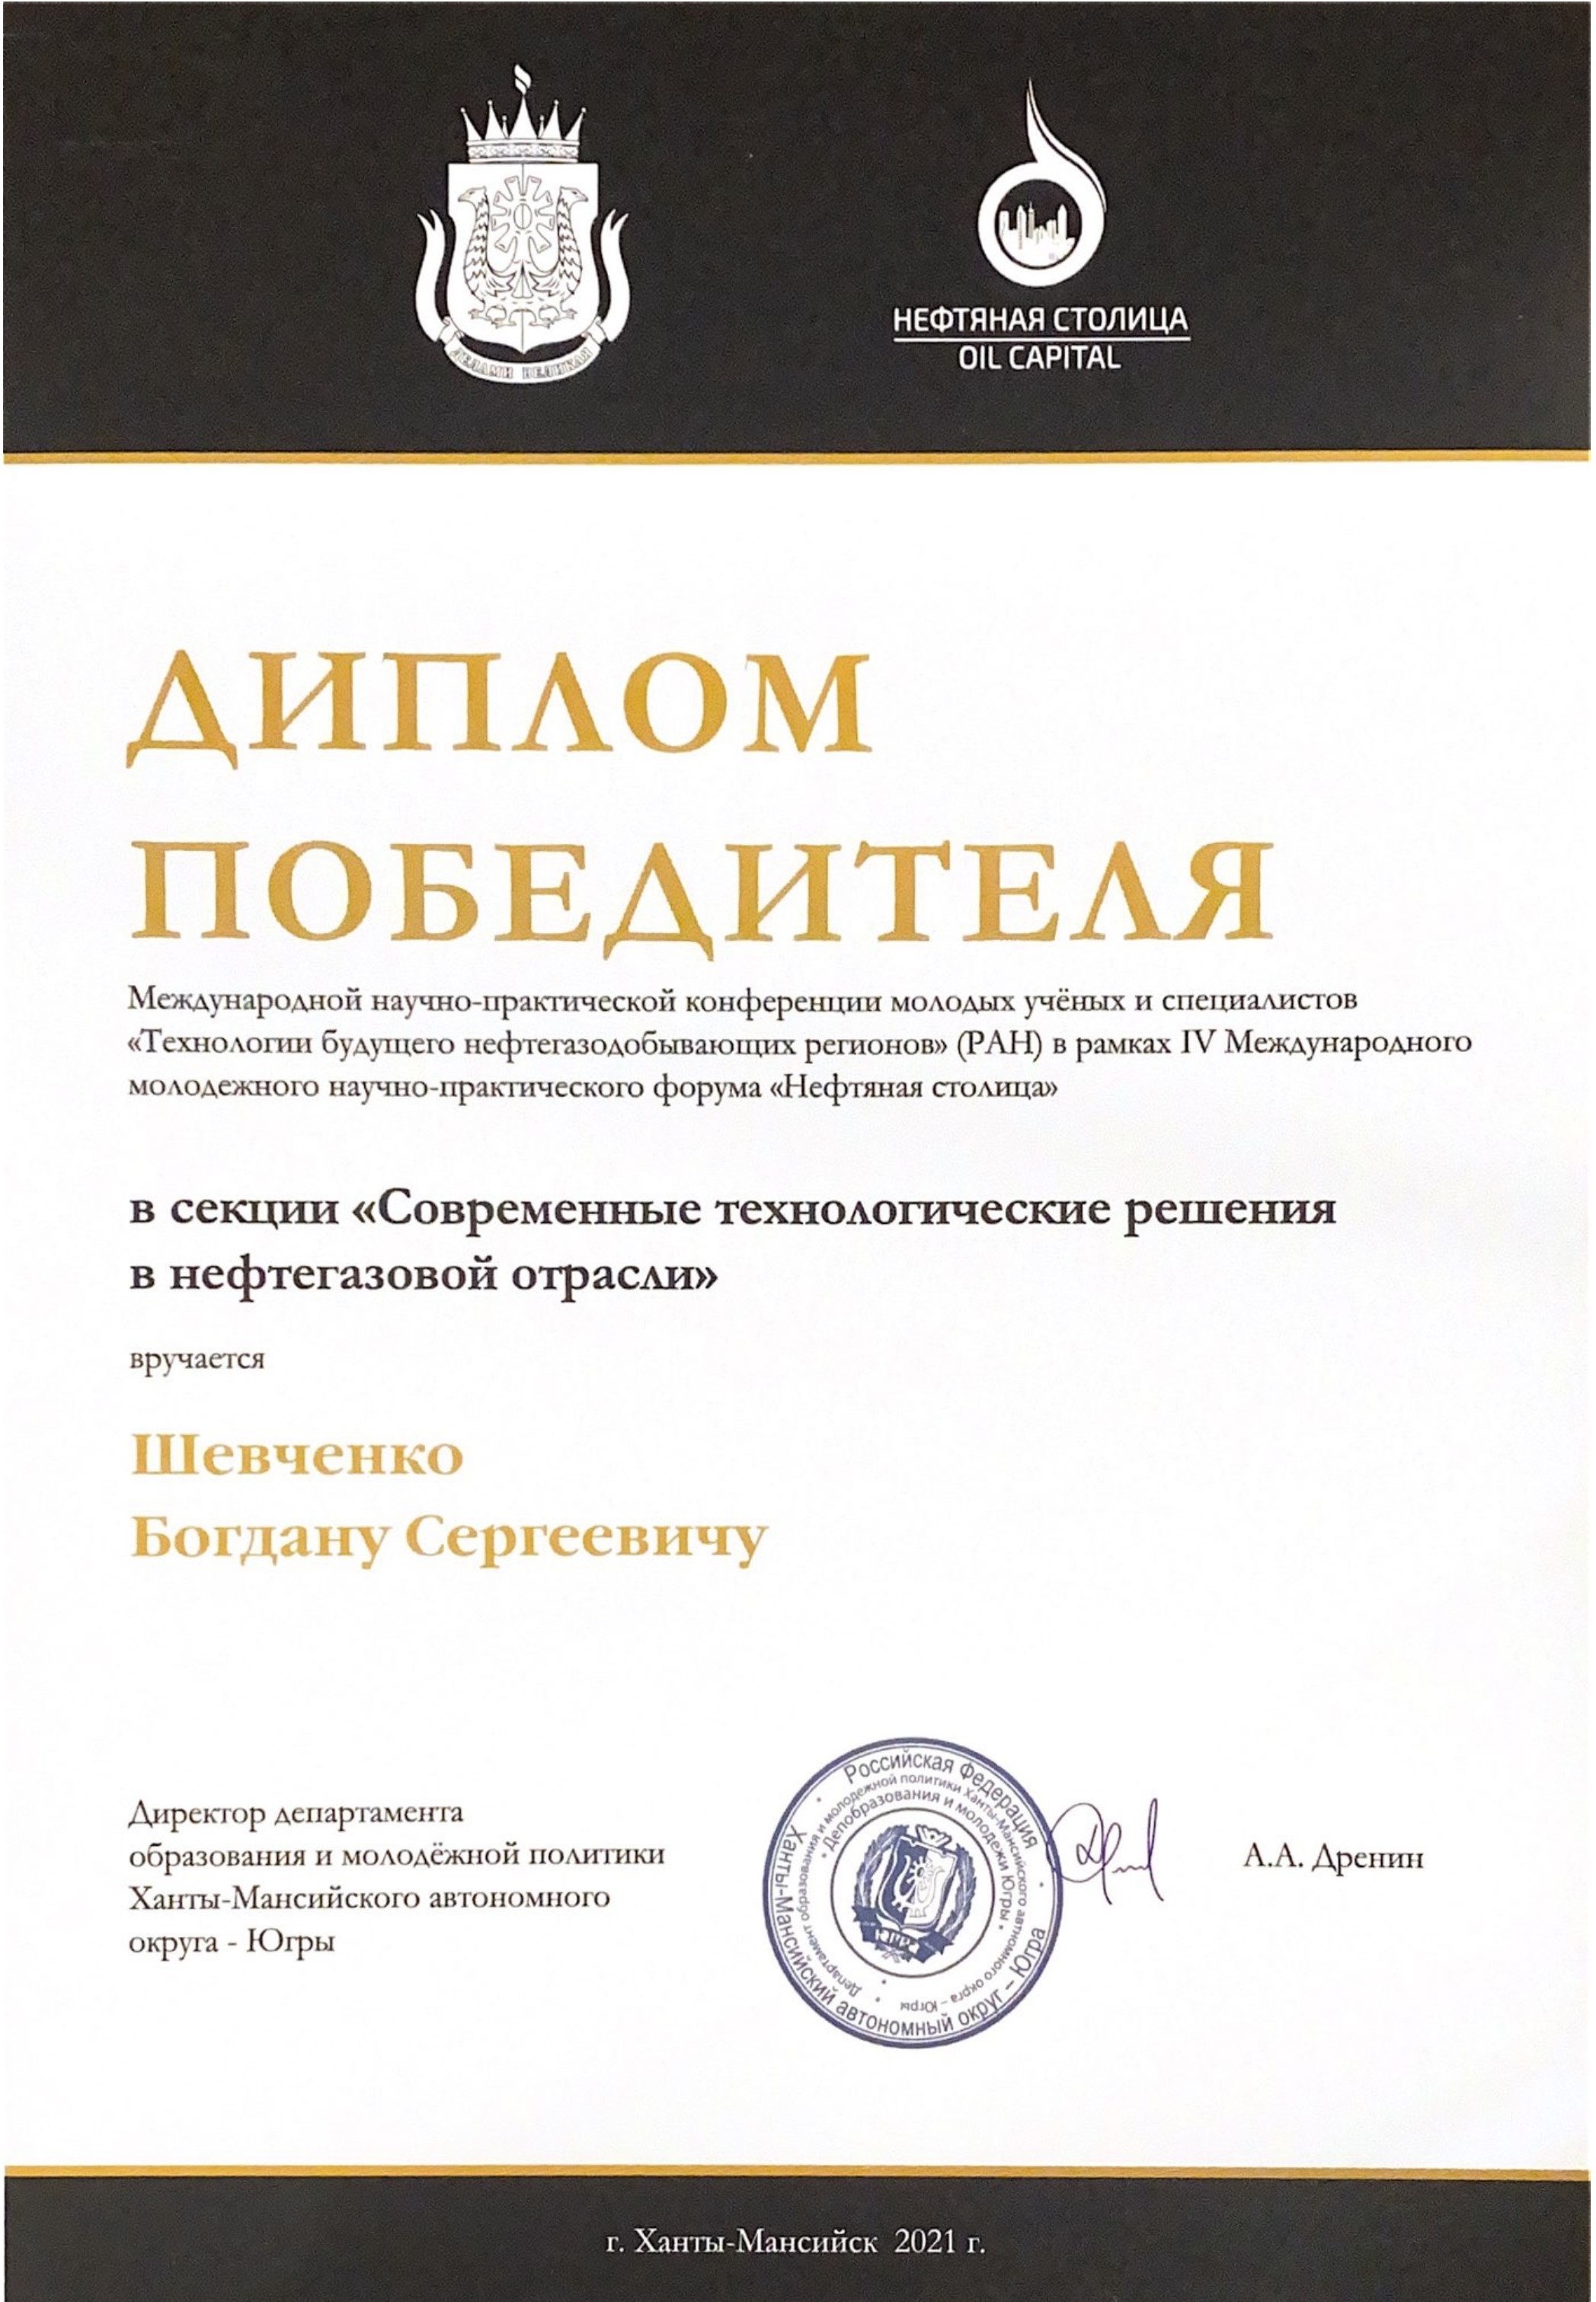 ДЕЛАМИ ВЕЛИКАЯ
НЕФТЯНАЯ СТОЛИЦА
OIL CAPITAL
ДИПЛОМ
ПОБЕДИТЕЛЯ
Международной научно-практической конференции молодых учёных и специалистов
«Технологии будущего нефтегазодобывающих регионов» (РАН) в рамках IV Международного
молодежного научно-практического форума «Нефтяная столица»
в секции «Современные технологические решения
в нефтегазовой отрасли»
вручается
Шевченко
Богдану Сергеевичу
Директор департамента
образования и молодёжной политики
Ханты-Мансийского автономного
округа - Югры
Российская Федерация
Ханты-Мансийский автономный округ – Югра
Департамент образования и молодежной политики Ханты-Мансийского автономного округа – Югры
Депобразования и молодежи Югры
ЮГРА
А.А. Дренин
г. Ханты-Мансийск 2021 г.